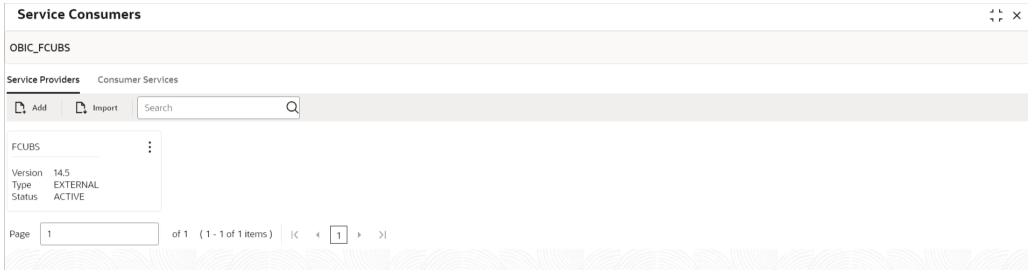 Service Consumers
OBIC_FCUBS
Service Providers Consumer Services
Add Import Search
FCUBS
Version 14.5
Type EXTERNAL
Status ACTIVE
Page 1 of 1 ( 1 - 1 of 1 items ) 1